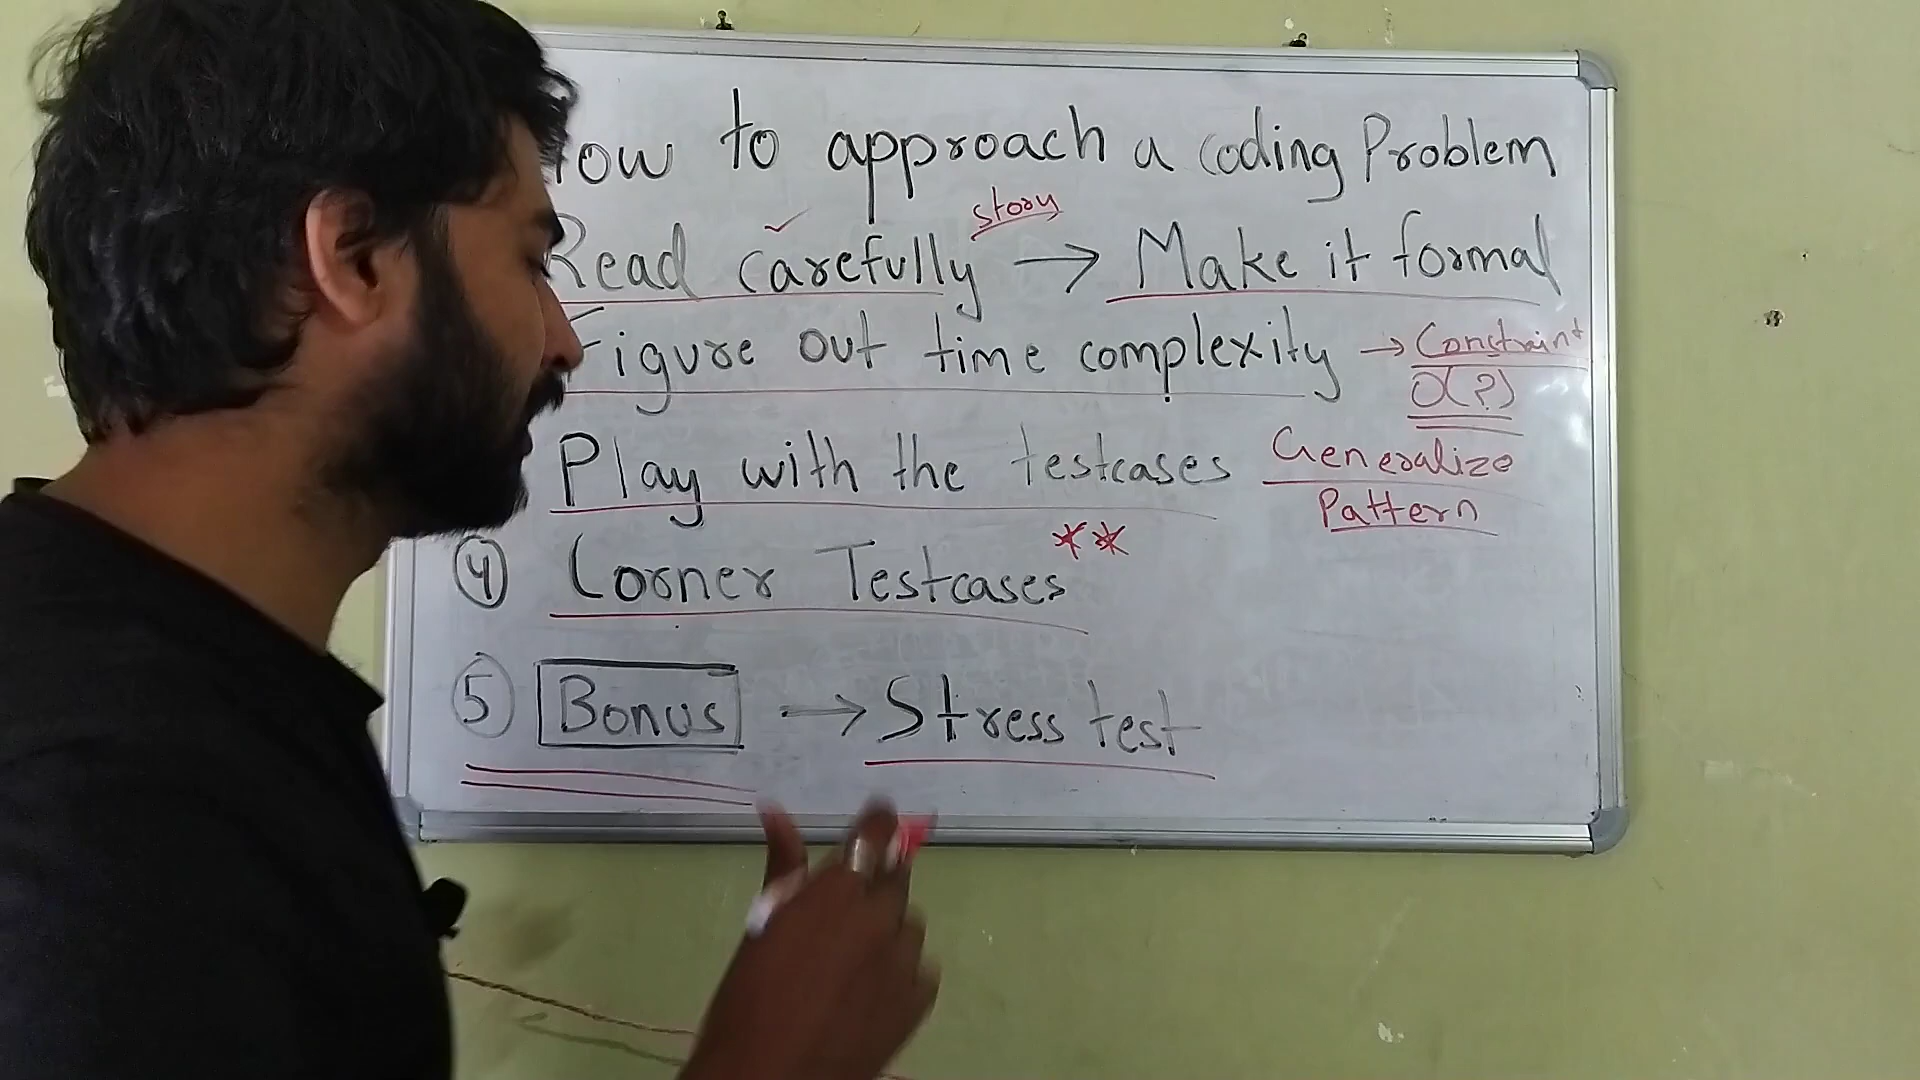 ow to approach a coding Problem
story
Read carefully → Make it formal
Figure out time complexity → Constraint
O(?)
Play with the testcases Generalize
Pattern
④ Corner Testcases **
⑤ Bonus → Stress test